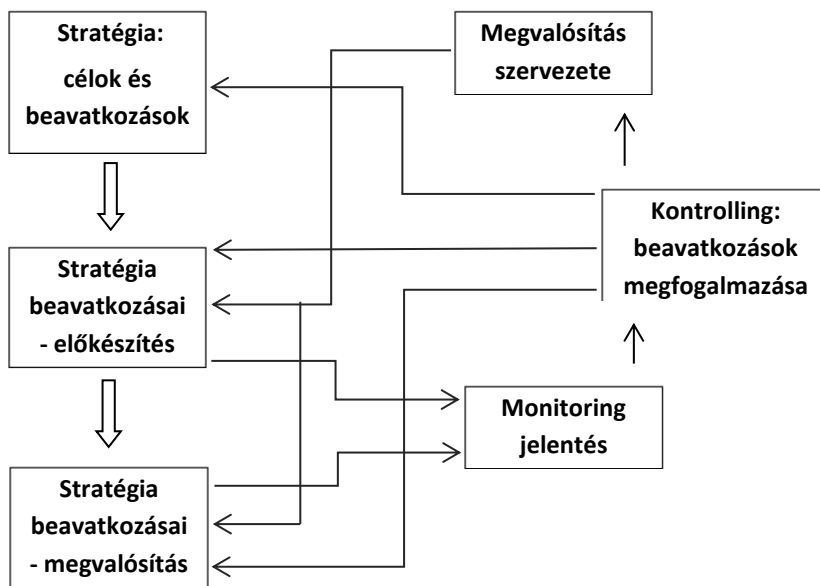 Stratégia:
célok és
beavatkozások
Megvalósítás
szervezete
Kontrolling:
beavatkozások
megfogalmazása
Stratégia
beavatkozásai
- előkészítés
Monitoring
jelentés
Stratégia
beavatkozásai
- megvalósítás